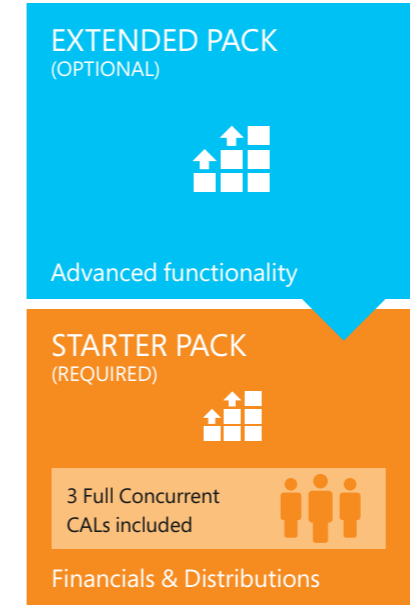 EXTENDED PACK
(OPTIONAL)
Advanced functionality
STARTER PACK
(REQUIRED)
3 Full Concurrent
CALs included
Financials & Distributions